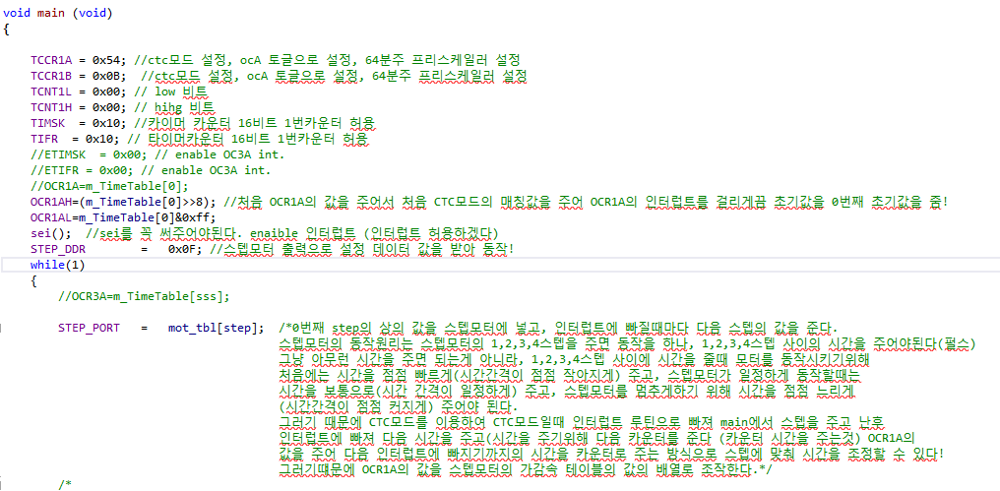 void main (void)
{
TCCR1A = 0x54; //ctc모드 설정, ocA 토글으로 설정, 64분주 프리스케일러 설정
TCCR1B = 0x0B; //ctc모드 설정, ocA 토글으로 설정, 64분주 프리스케일러 설정
TCNT1L = 0x00; // low 비트
TCNT1H = 0x00; // hihg 비트
TIMSK = 0x10; //카이머 카운터 16비트 1번카운터 허용
TIFR = 0x10; // 타이머카운터 16비트 1번카운터 허용
//ETIMSK = 0x00; // enable OC3A int.
//ETIFR = 0x00; // enable OC3A int.
//OCR1A=m_TimeTable[0];
OCR1AH=(m_TimeTable[0]>>8); //처음 OCR1A의 값을 주어서 처음 CTC모드의 매칭값을 주어 OCR1A의 인터럽트를 걸리게끔 초기값을 0번째 초기값을 줌!
OCR1AL=m_TimeTable[0]&0xff;
sei(); //sei를 꼭 써주어야된다. enaible 인터럽트 (인터럽트 허용하겠다)
STEP_DDR = 0x0F; //스텝모터 출력으로 설정 데이터 값을 받아 동작!
while(1)
{
//OCR3A=m_TimeTable[sss];
STEP_PORT = mot_tbl[step]; /*0번째 step의 상의 값을 스텝모터에 넣고, 인터럽트에 빠질때마다 다음 스텝의 값을 준다.
스텝모터의 동작원리는 스텝모터의 1,2,3,4스텝을 주면 동작을 하나, 1,2,3,4스텝 사이의 시간을 주어야된다(펄스)
그냥 아무런 시간을 주면 되는게 아니라, 1,2,3,4스텝 사이에 시간을 줄때 모터를 동작시키기위해
처음에는 시간을 점점 빠르게(시간간격이 점점 작아지게) 주고, 스텝모터가 일정하게 동작할때는
시간을 보통으로(시간 간격이 일정하게) 주고, 스텝모터를 멈추게하기 위해 시간을 점점 느리게
(시간간격이 점점 커지게) 주어야 된다.
그러기 때문에 CTC모드를 이용하여 CTC모드일때 인터럽트 루틴으로 빠져 main에서 스텝을 주고 난후
인터럽트에 빠져 다음 시간을 주고(시간을 주기위해 다음 카운터를 준다 (카운터 시간을 주는것) OCR1A의
값을 주어 다음 인터럽트에 빠지기까지의 시간을 카운터로 주는 방식으로 스텝에 맞춰 시간을 조정할 수 있다!
그러기때문에 OCR1A의 값을 스텝모터의 가감속 테이블의 값의 배열로 조작한다.*/
/*